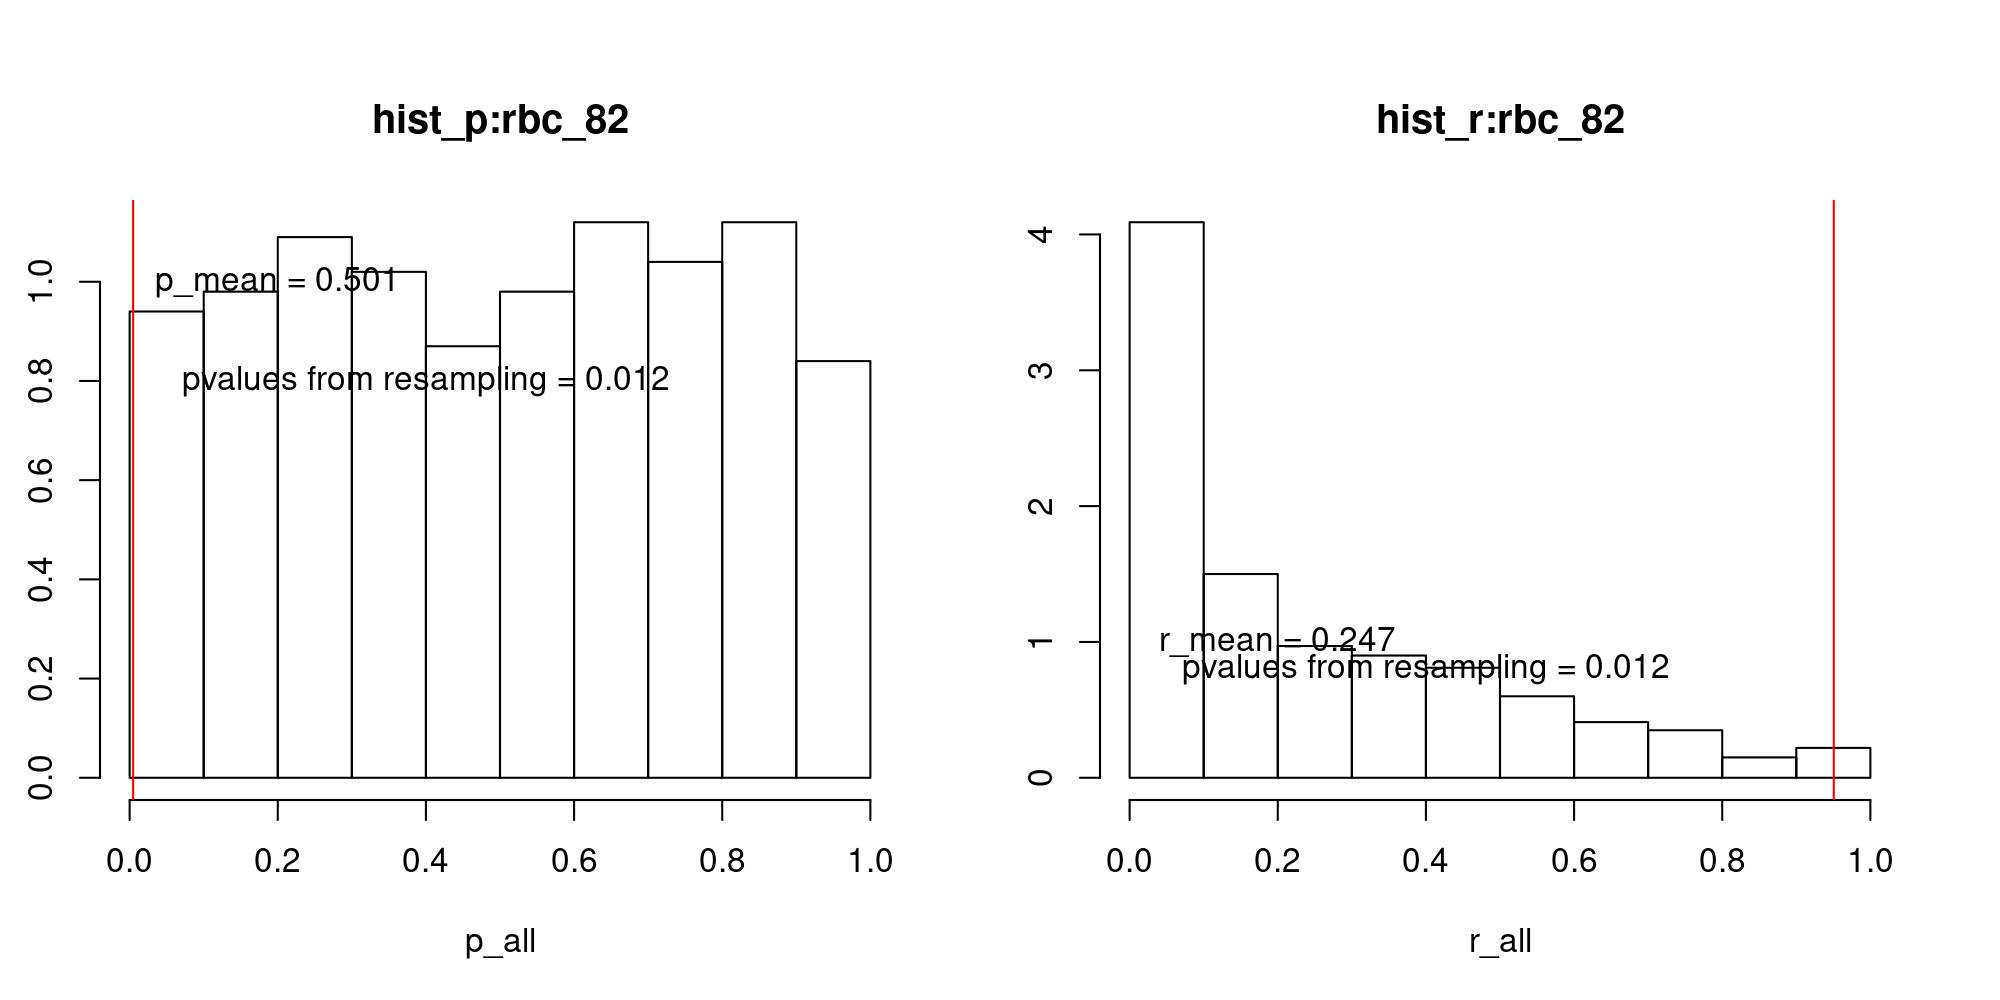 hist_p:rbc_82
p_mean = 0.501
pvalues from resampling = 0.012
1.0
0.8
0.6
0.4
0.2
0.0
0.0 0.2 0.4 0.6 0.8 1.0
p_all
hist_r:rbc_82
4
3
2
1
0
r_mean = 0.247
pvalues from resampling = 0.012
0.0 0.2 0.4 0.6 0.8 1.0
r_all